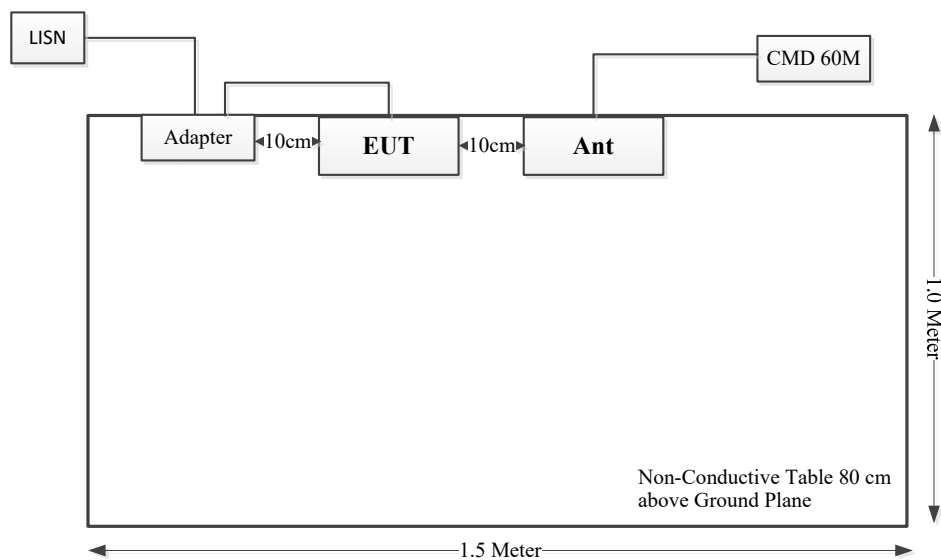 LISN
CMD 60M
Adapter
10cm
EUT
10cm
Ant
1.0 Meter
Non-Conductive Table 80 cm
above Ground Plane
1.5 Meter